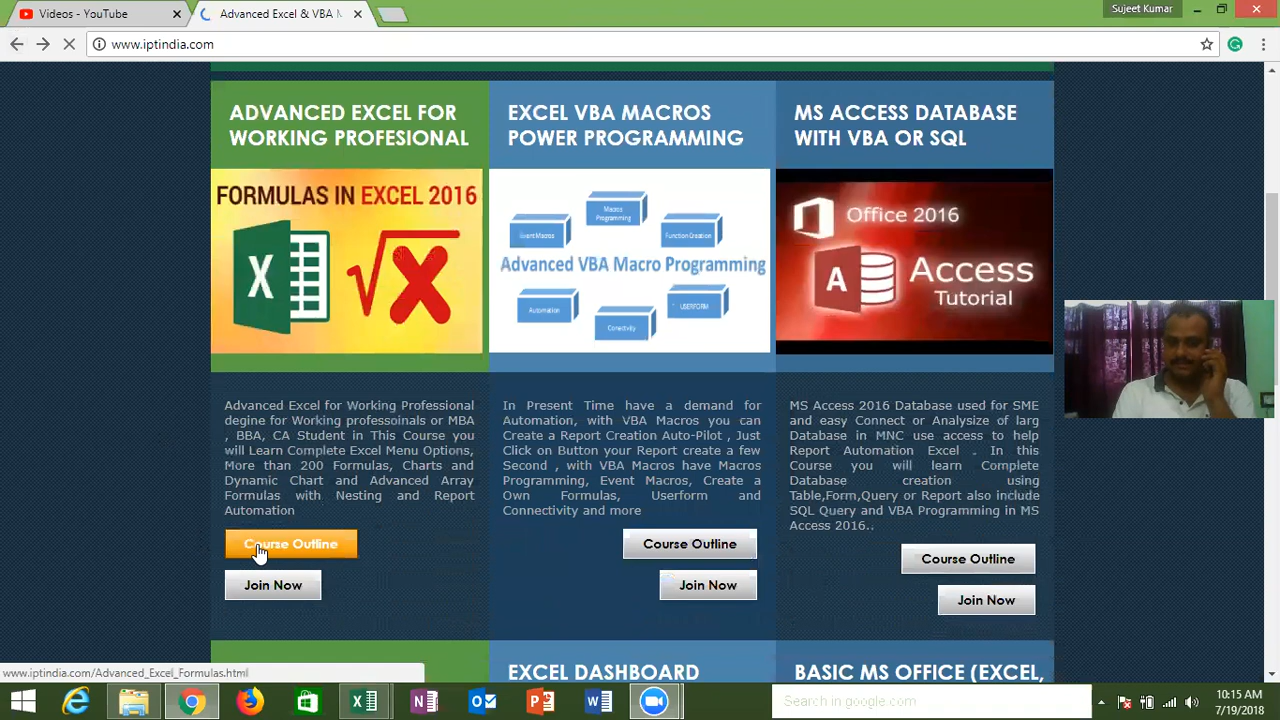 Videos - YouTube
Advanced Excel & VBA M
Sujeet Kumar
www.iptindia.com
ADVANCED EXCEL FOR
WORKING PROFESIONAL
EXCEL VBA MACROS
POWER PROGRAMMING
MS ACCESS DATABASE
WITH VBA OR SQL
FORMULAS IN EXCEL 2016
X
Macros
Programming
Event Macros
Function Creation
Advanced VBA Macro Programming
Automation
USERFORM
Conectivity
Office 2016
A
Access
Tutorial
Advanced Excel for Working Professional
degine for Working professoinals or MBA
, BBA, CA Student in This Course you
will Learn Complete Excel Menu Options,
More than 200 Formulas, Charts and
Dynamic Chart and Advanced Array
Formulas with Nesting and Report
Automation
Course Outline
Join Now
In Present Time have a demand for
Automation, with VBA Macros you can
Create a Report Creation Auto-Pilot , Just
Click on Button your Report create a few
Second , with VBA Macros have Macros
Programming, Event Macros, Create a
Own Formulas, Userform and
Connectivity and more
Course Outline
Join Now
MS Access 2016 Database used for SME
and easy Connect or Analysize of larg
Database in MNC use access to help
Report Automation Excel . In this
Course you will learn Complete
Database creation using
Table,Form,Query or Report also include
SQL Query and VBA Programming in MS
Access 2016..
Course Outline
Join Now
EXCEL DASHBOARD
BASIC MS OFFICE (EXCEL,
www.iptindia.com/Advanced_Excel_Formulas.html
Search in google.com
10:15 AM
7/19/2018